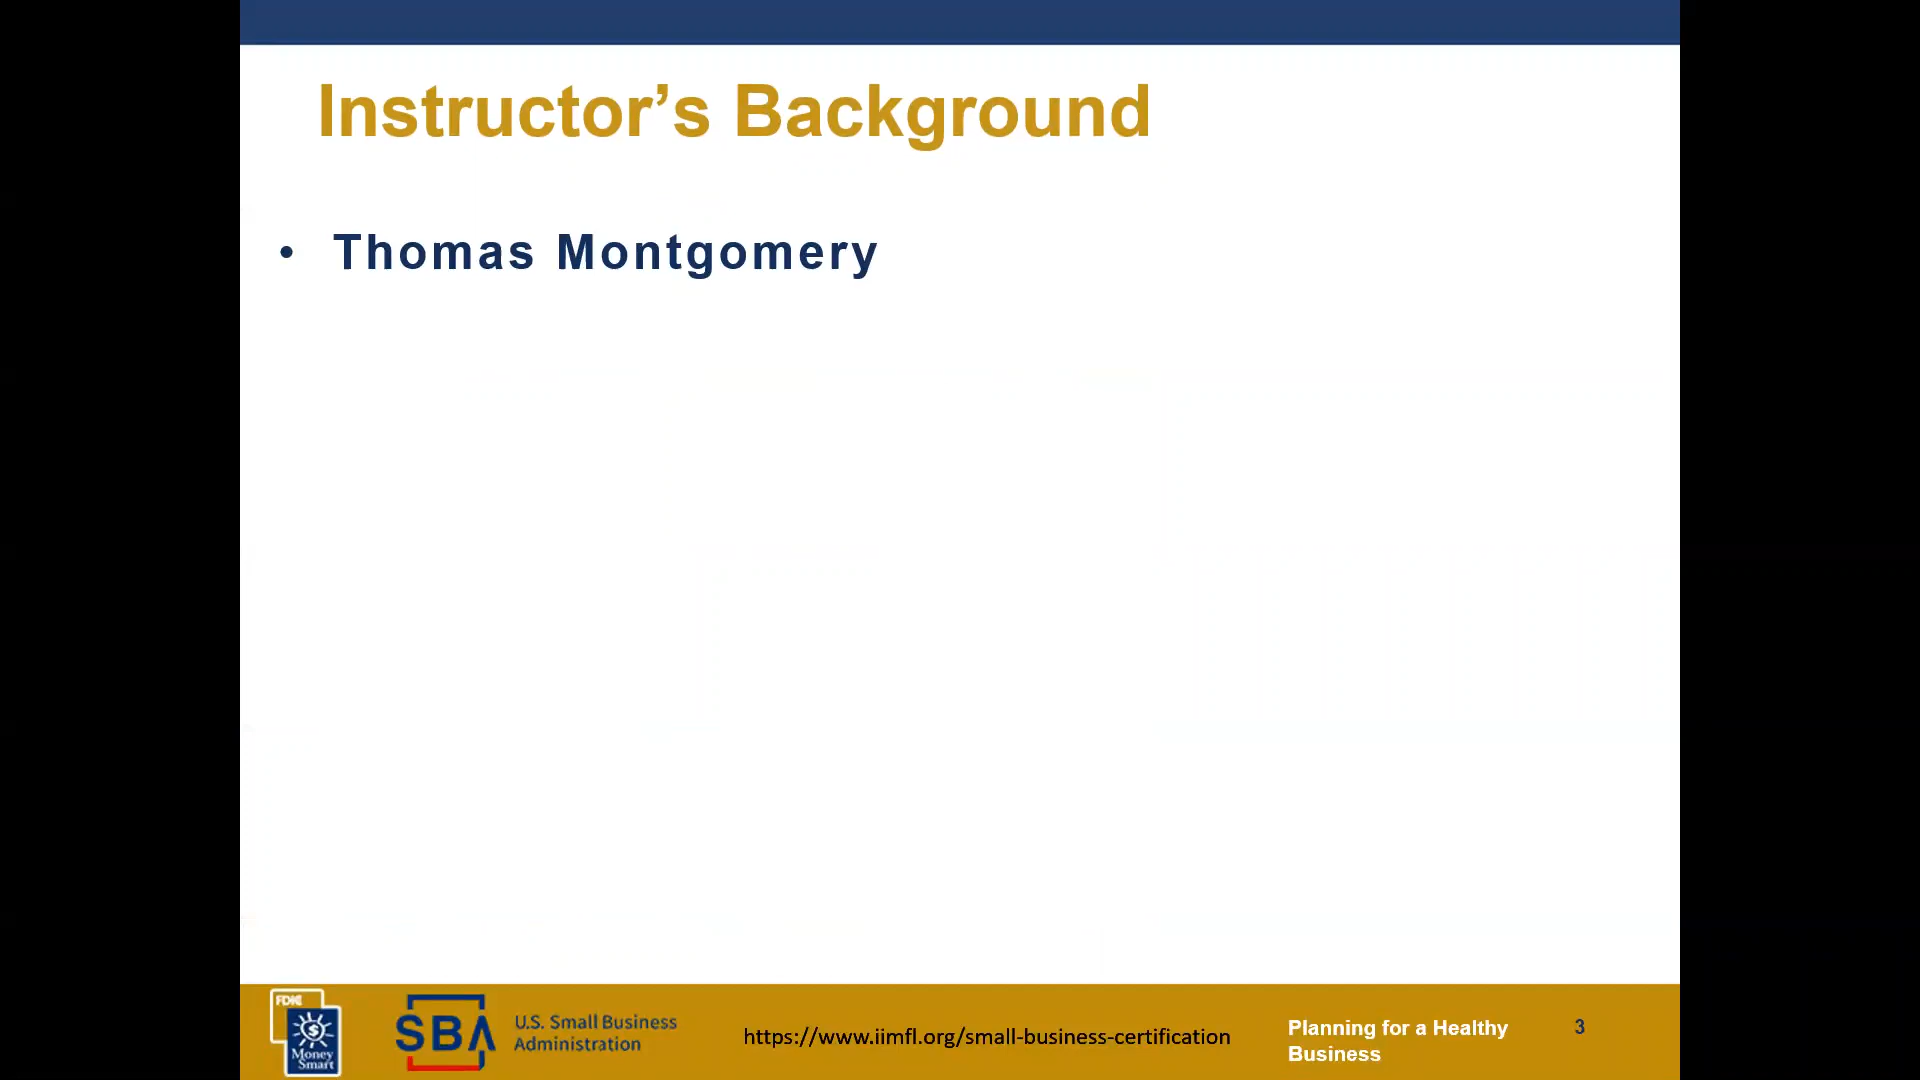 Instructor’s Background
• Thomas Montgomery
FDIC
Money
Smart
SBA
U.S. Small Business
Administration
https://www.iimfl.org/small-business-certification
Planning for a Healthy
Business
3